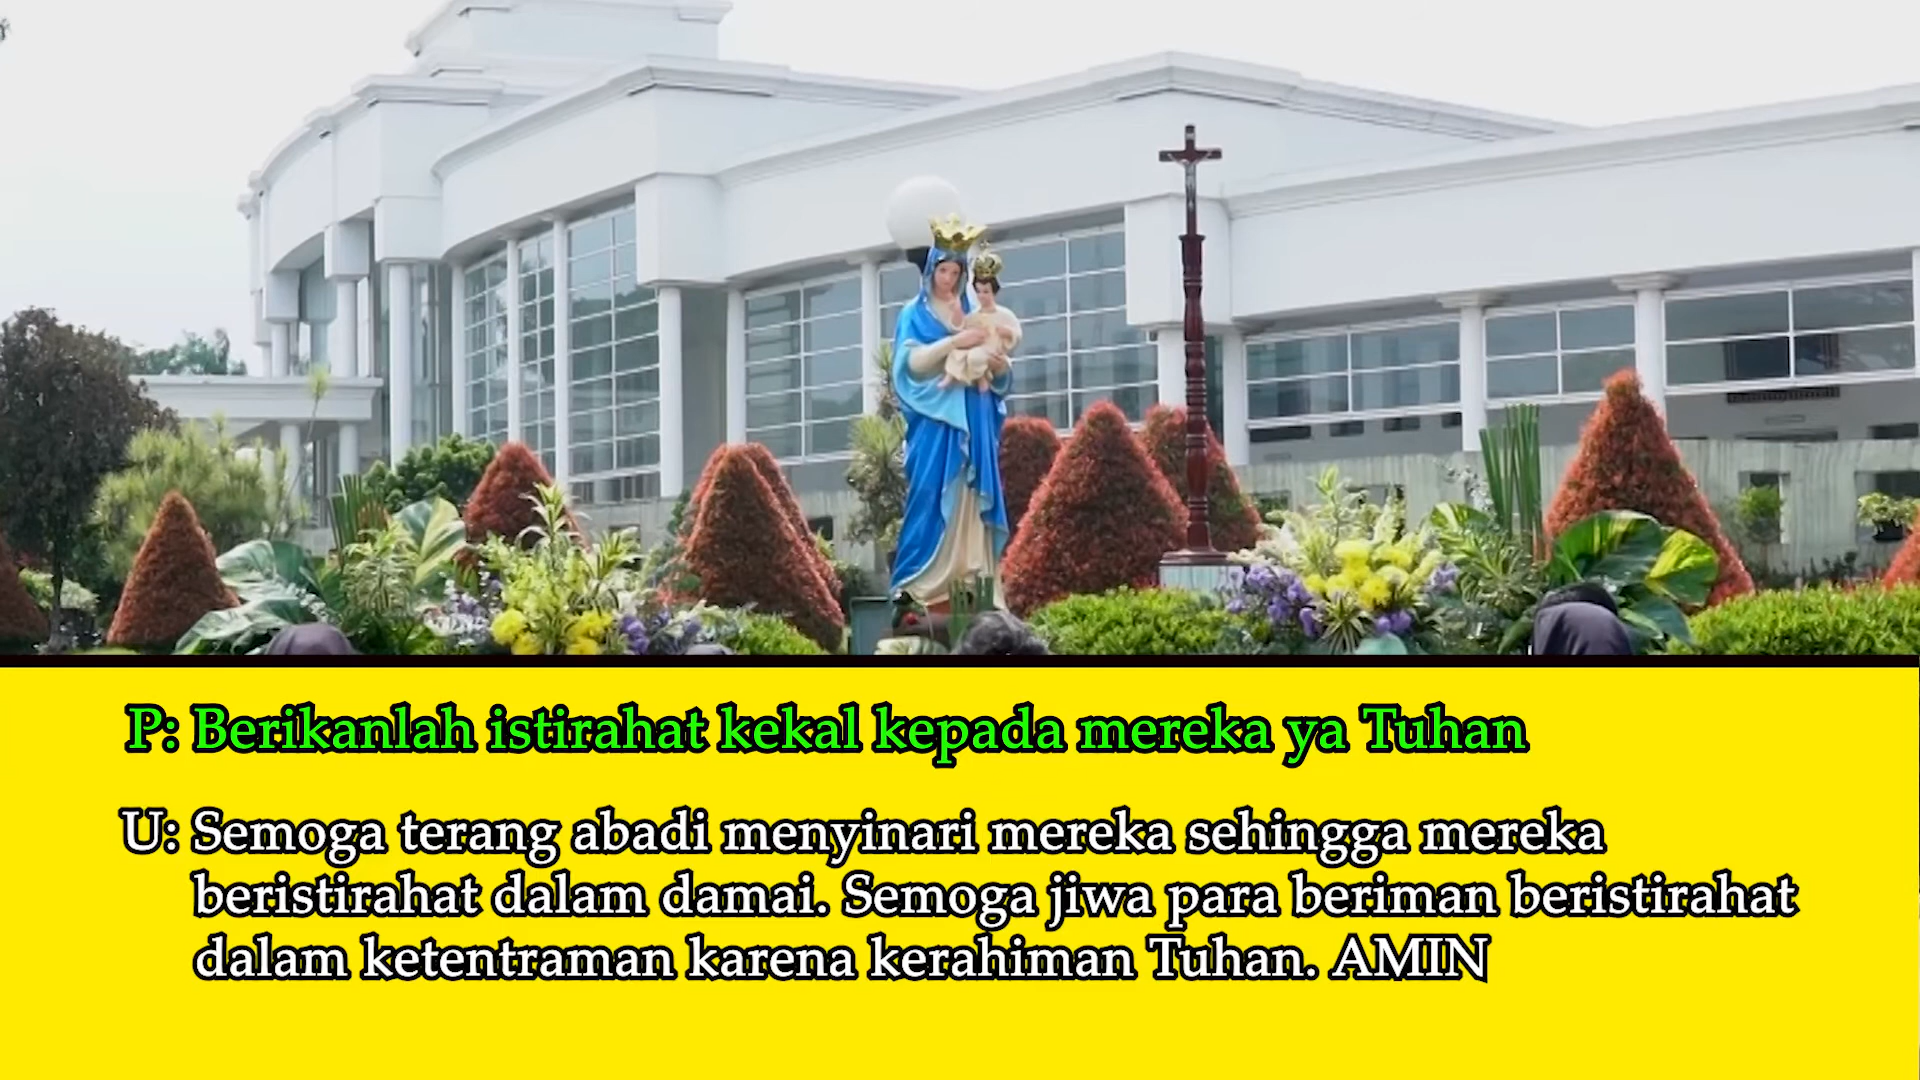 P: Berikanlah istirahat kekal kepada mereka ya Tuhan
U: Semoga terang abadi menyinari mereka sehingga mereka
beristirahat dalam damai. Semoga jiwa para beriman beristirahat
dalam ketentraman karena kerahiman Tuhan. AMIN